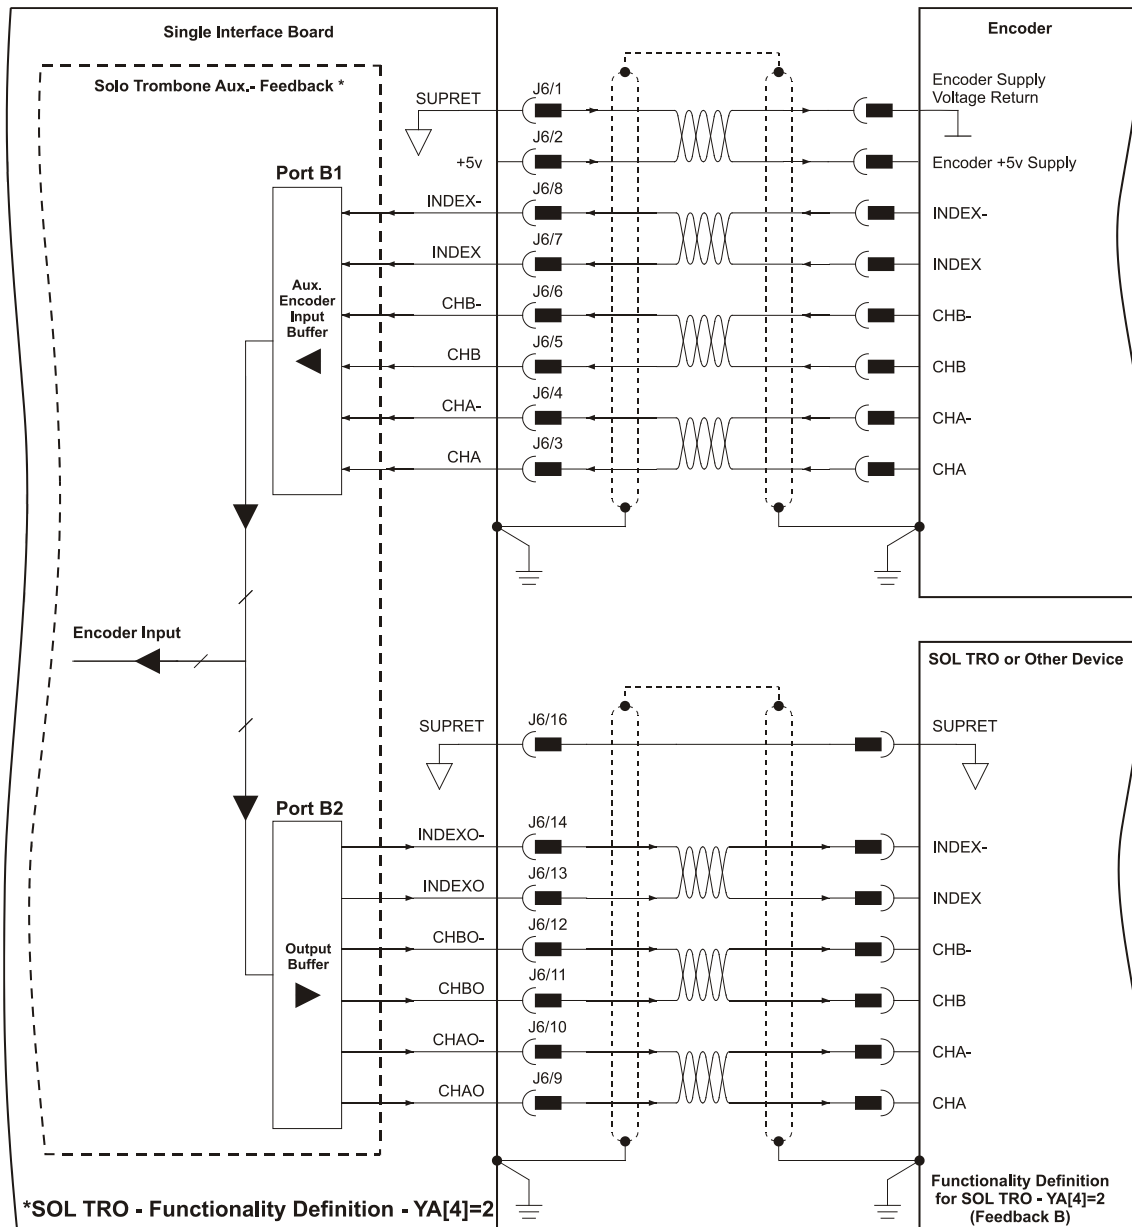 Single Interface Board
Encoder
Solo Trombone Aux.- Feedback *
SUPRET
J6/1
Encoder Supply
Voltage Return
+5v
J6/2
Encoder +5v Supply
Port B1
INDEX-
J6/8
INDEX-
INDEX
J6/7
INDEX
Aux.
Encoder
Input
Buffer
CHB-
J6/6
CHB-
CHB
J6/5
CHB
CHA-
J6/4
CHA-
CHA
J6/3
CHA
Encoder Input
SOL TRO or Other Device
SUPRET
J6/16
SUPRET
Port B2
INDEXO-
J6/14
INDEX-
INDEXO
J6/13
INDEX
Output
Buffer
CHBO-
J6/12
CHB-
CHBO
J6/11
CHB
CHAO-
J6/10
CHA-
CHAO
J6/9
CHA
*SOL TRO - Functionality Definition - YA[4]=2
Functionality Definition
for SOL TRO - YA[4]=2
(Feedback B)